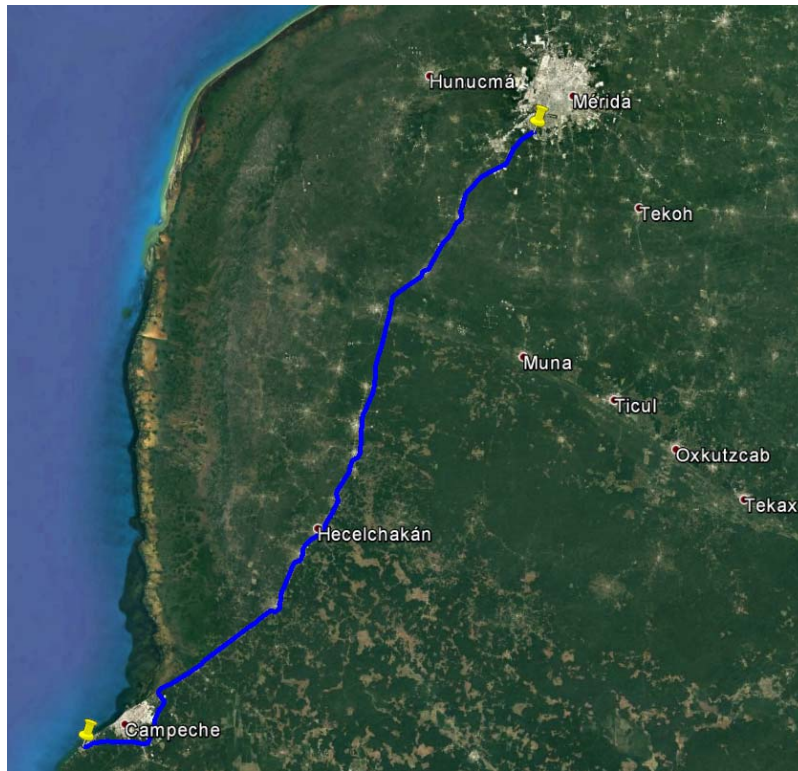 Hunucmá
Mérida
Tekoh
Muna
Ticul
Oxkutzcab
Tekax
Hecelchakán
Campeche